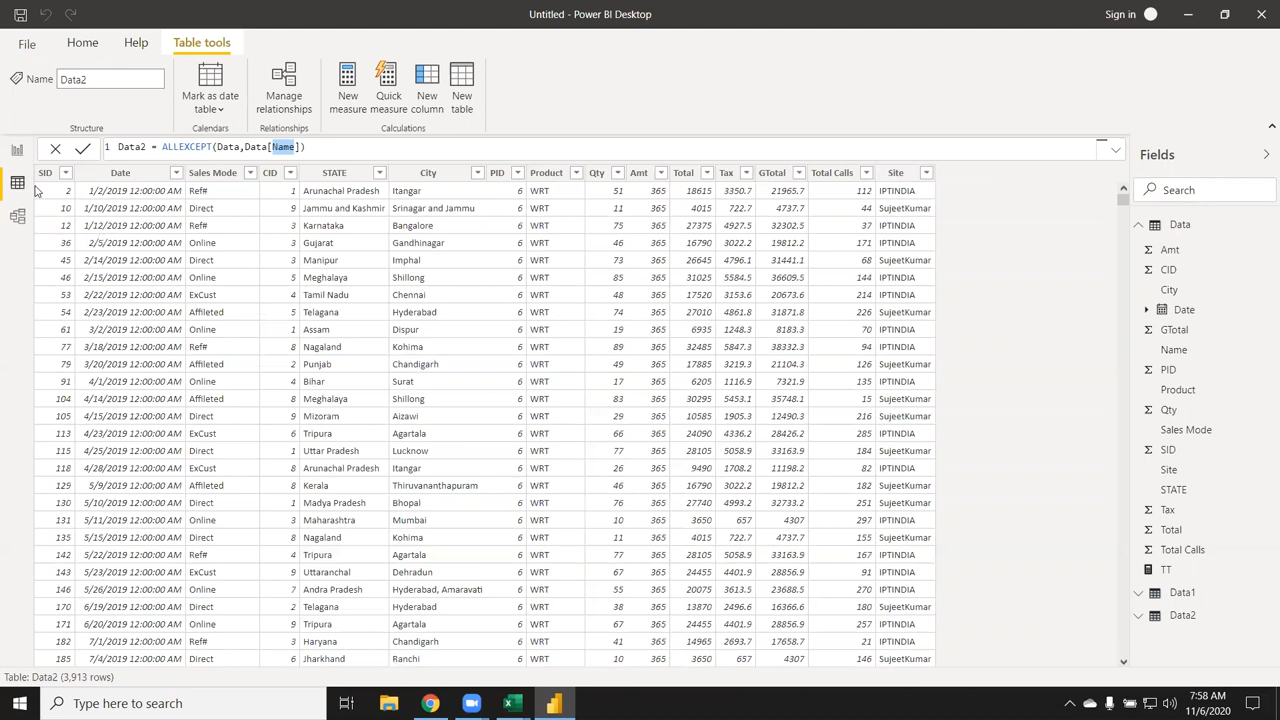 Untitled - Power BI Desktop
Sign in
File Home Help Table tools
Name Data2
Mark as date table
Manage relationships
New measure
Quick measure
New column
New table
Structure Calendars Relationships Calculations
1 Data2 = ALLEXCEPT(Data,Data[Name])
SID Date Sales Mode CID STATE City PID Product Qty Amt Total Tax GTotal Total Calls Site
2 1/2/2019 12:00:00 AM Ref# 1 Arunachal Pradesh Itangar 6 WRT 51 365 18615 3350.7 21965.7 112 IPTINDIA
10 1/10/2019 12:00:00 AM Direct 9 Jammu and Kashmir Srinagar and Jammu 6 WRT 11 365 4015 722.7 4737.7 44 SujeetKumar
12 1/12/2019 12:00:00 AM Ref# 3 Karnataka Bangalore 6 WRT 75 365 27375 4927.5 32302.5 37 IPTINDIA
36 2/5/2019 12:00:00 AM Online 3 Gujarat Gandhinagar 6 WRT 46 365 16790 3022.2 19812.2 171 IPTINDIA
45 2/14/2019 12:00:00 AM Direct 3 Manipur Imphal 6 WRT 73 365 26645 4796.1 31441.1 68 SujeetKumar
46 2/15/2019 12:00:00 AM Online 5 Meghalaya Shillong 6 WRT 85 365 31025 5584.5 36609.5 144 IPTINDIA
53 2/22/2019 12:00:00 AM ExCust 4 Tamil Nadu Chennai 6 WRT 48 365 17520 3153.6 20673.6 214 IPTINDIA
54 2/23/2019 12:00:00 AM Affileted 5 Telagana Hyderabad 6 WRT 74 365 27010 4861.8 31871.8 226 SujeetKumar
61 3/2/2019 12:00:00 AM Online 1 Assam Dispur 6 WRT 19 365 6935 1248.3 8183.3 70 IPTINDIA
77 3/18/2019 12:00:00 AM Ref# 8 Nagaland Kohima 6 WRT 89 365 32485 5847.3 38332.3 94 IPTINDIA
79 3/20/2019 12:00:00 AM Affileted 2 Punjab Chandigarh 6 WRT 49 365 17885 3219.3 21104.3 126 SujeetKumar
91 4/1/2019 12:00:00 AM Online 4 Bihar Surat 6 WRT 17 365 6205 1116.9 7321.9 135 IPTINDIA
104 4/14/2019 12:00:00 AM Affileted 8 Meghalaya Shillong 6 WRT 83 365 30295 5453.1 35748.1 15 SujeetKumar
105 4/15/2019 12:00:00 AM Direct 9 Mizoram Aizawi 6 WRT 29 365 10585 1905.3 12490.3 216 SujeetKumar
113 4/23/2019 12:00:00 AM ExCust 6 Tripura Agartala 6 WRT 66 365 24090 4336.2 28426.2 285 IPTINDIA
115 4/25/2019 12:00:00 AM Direct 1 Uttar Pradesh Lucknow 6 WRT 77 365 28105 5058.9 33163.9 184 SujeetKumar
118 4/28/2019 12:00:00 AM ExCust 8 Arunachal Pradesh Itangar 6 WRT 26 365 9490 1708.2 11198.2 82 IPTINDIA
129 5/9/2019 12:00:00 AM Affileted 8 Kerala Thiruvananthapuram 6 WRT 46 365 16790 3022.2 19812.2 182 SujeetKumar
130 5/10/2019 12:00:00 AM Direct 1 Madya Pradesh Bhopal 6 WRT 76 365 27740 4993.2 32733.2 251 SujeetKumar
131 5/11/2019 12:00:00 AM Online 3 Maharashtra Mumbai 6 WRT 10 365 3650 657 4307 297 SujeetKumar
135 5/15/2019 12:00:00 AM Direct 8 Nagaland Kohima 6 WRT 11 365 4015 722.7 4737.7 155 SujeetKumar
142 5/22/2019 12:00:00 AM Ref# 4 Tripura Agartala 6 WRT 77 365 28105 5058.9 33163.9 167 IPTINDIA
143 5/23/2019 12:00:00 AM ExCust 9 Uttaranchal Dehradun 6 WRT 67 365 24455 4401.9 28856.9 91 IPTINDIA
146 5/26/2019 12:00:00 AM Online 7 Andra Pradesh Hyderabad, Amaravati 6 WRT 55 365 20075 3613.5 23688.5 270 IPTINDIA
170 6/19/2019 12:00:00 AM Direct 2 Telagana Hyderabad 6 WRT 38 365 13870 2496.6 16366.6 180 SujeetKumar
171 6/20/2019 12:00:00 AM Online 9 Tripura Agartala 6 WRT 67 365 24455 4401.9 28856.9 257 IPTINDIA
182 7/1/2019 12:00:00 AM Ref# 3 Haryana Chandigarh 6 WRT 41 365 14965 2693.7 17658.7 21 IPTINDIA
185 7/4/2019 12:00:00 AM Direct 6 Jharkhand Ranchi 6 WRT 10 365 3650 657 4307 146 SujeetKumar
Table: Data2 (3,913 rows)
Fields
Search
Data
Amt
CID
City
Date
GTotal
Name
PID
Product
Qty
Sales Mode
SID
Site
STATE
Tax
Total
Total Calls
TT
Data1
Data2
Type here to search
7:58 AM
11/6/2020